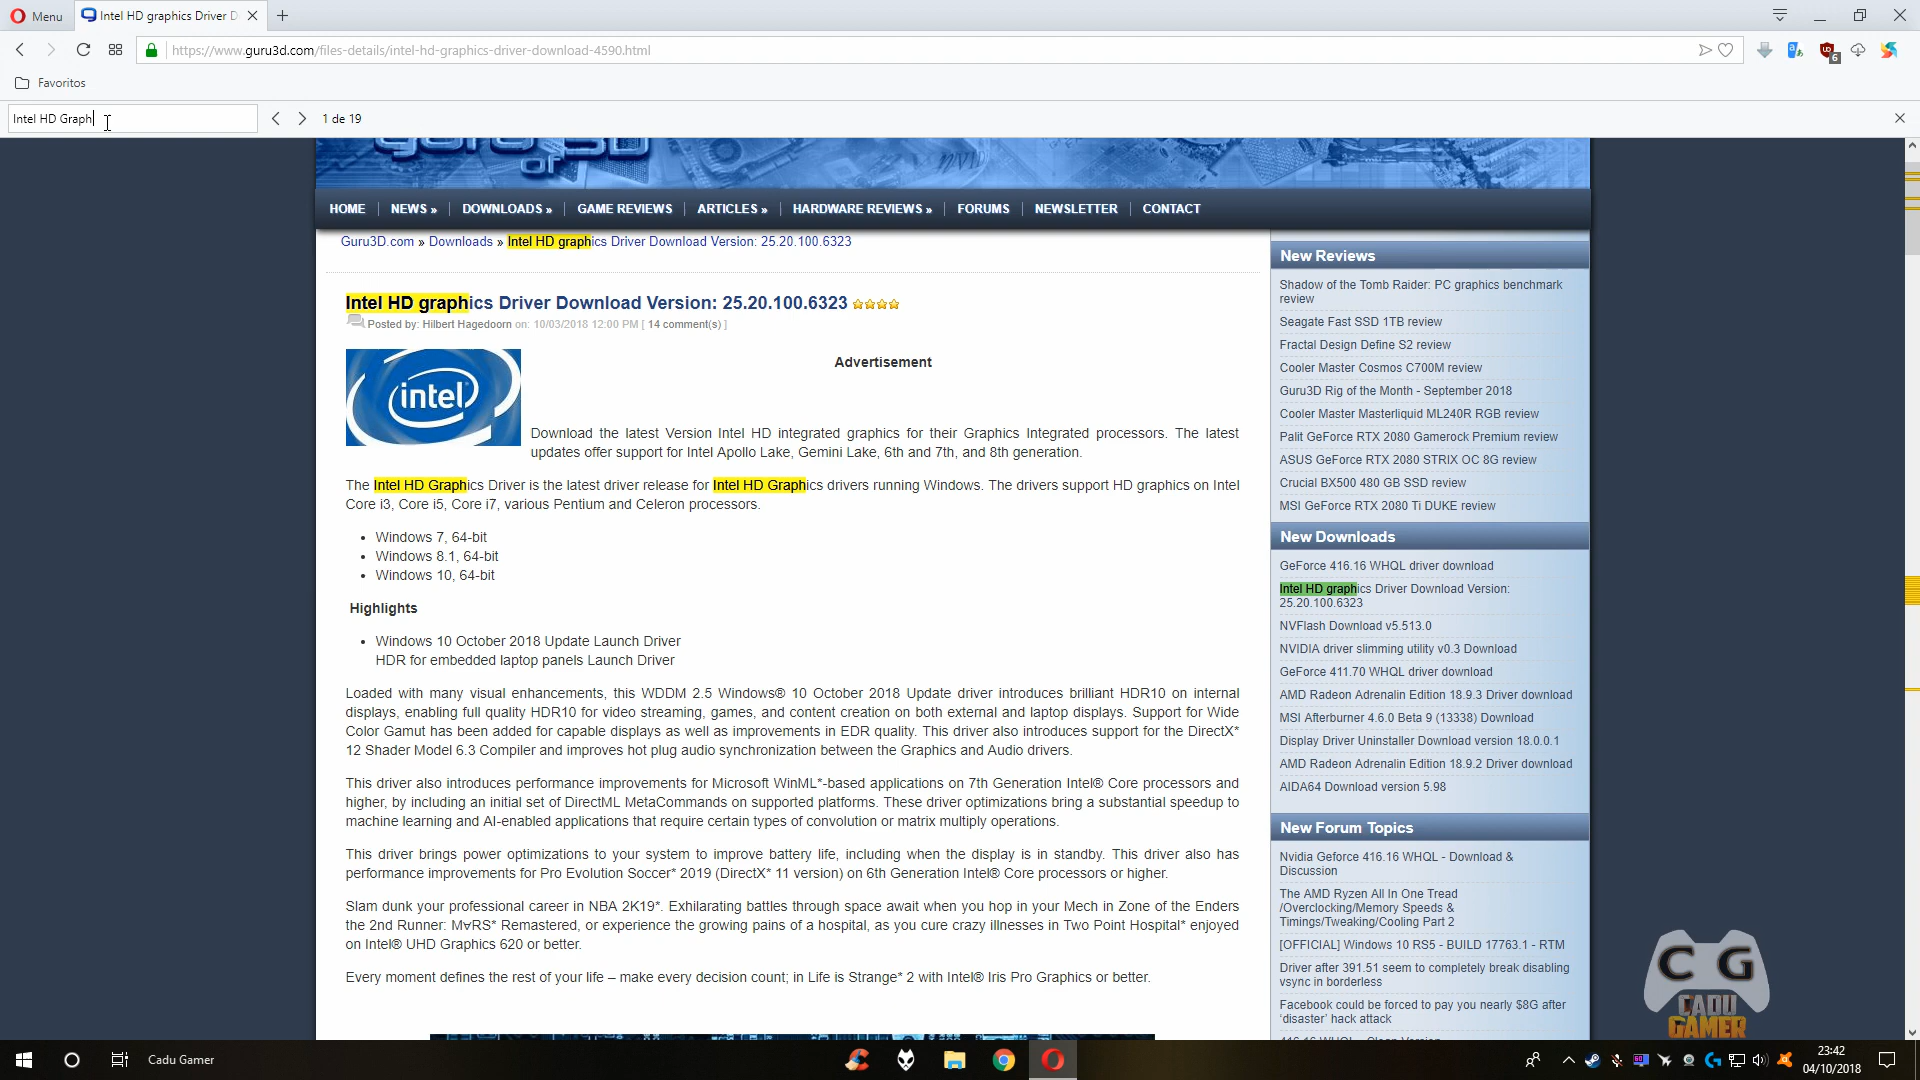 Menu
Intel HD graphics Driver D
https://www.guru3d.com/files-details/intel-hd-graphics-driver-download-4590.html
6
Favoritos
Intel HD Graph
1 de 19
guru3D
of
HOME
NEWS »
DOWNLOADS »
GAME REVIEWS
ARTICLES »
HARDWARE REVIEWS »
FORUMS
NEWSLETTER
CONTACT
Guru3D.com » Downloads » Intel HD graphics Driver Download Version: 25.20.100.6323
Intel HD graphics Driver Download Version: 25.20.100.6323
Posted by: Hilbert Hagedoorn on: 10/03/2018 12:00 PM [ 14 comment(s) ]
intel
Advertisement
Download the latest Version Intel HD integrated graphics for their Graphics Integrated processors. The latest
updates offer support for Intel Apollo Lake, Gemini Lake, 6th and 7th, and 8th generation.
The Intel HD Graphics Driver is the latest driver release for Intel HD Graphics drivers running Windows. The drivers support HD graphics on Intel
Core i3, Core i5, Core i7, various Pentium and Celeron processors.
• Windows 7, 64-bit
• Windows 8.1, 64-bit
• Windows 10, 64-bit
Highlights
• Windows 10 October 2018 Update Launch Driver
HDR for embedded laptop panels Launch Driver
Loaded with many visual enhancements, this WDDM 2.5 Windows® 10 October 2018 Update driver introduces brilliant HDR10 on internal
displays, enabling full quality HDR10 for video streaming, games, and content creation on both external and laptop displays. Support for Wide
Color Gamut has been added for capable displays as well as improvements in EDR quality. This driver also introduces support for the DirectX*
12 Shader Model 6.3 Compiler and improves hot plug audio synchronization between the Graphics and Audio drivers.
This driver also introduces performance improvements for Microsoft WinML*-based applications on 7th Generation Intel® Core processors and
higher, by including an initial set of DirectML MetaCommands on supported platforms. These driver optimizations bring a substantial speedup to
machine learning and AI-enabled applications that require certain types of convolution or matrix multiply operations.
This driver brings power optimizations to your system to improve battery life, including when the display is in standby. This driver also has
performance improvements for Pro Evolution Soccer* 2019 (DirectX* 11 version) on 6th Generation Intel® Core processors or higher.
Slam dunk your professional career in NBA 2K19*. Exhilarating battles through space await when you hop in your Mech in Zone of the Enders
the 2nd Runner: M∀RS* Remastered, or experience the growing pains of a hospital, as you cure crazy illnesses in Two Point Hospital* enjoyed
on Intel® UHD Graphics 620 or better.
Every moment defines the rest of your life – make every decision count; in Life is Strange* 2 with Intel® Iris Pro Graphics or better.
New Reviews
Shadow of the Tomb Raider: PC graphics benchmark
review
Seagate Fast SSD 1TB review
Fractal Design Define S2 review
Cooler Master Cosmos C700M review
Guru3D Rig of the Month - September 2018
Cooler Master Masterliquid ML240R RGB review
Palit GeForce RTX 2080 Gamerock Premium review
ASUS GeForce RTX 2080 STRIX OC 8G review
Crucial BX500 480 GB SSD review
MSI GeForce RTX 2080 Ti DUKE review
New Downloads
GeForce 416.16 WHQL driver download
Intel HD graphics Driver Download Version:
25.20.100.6323
NVFlash Download v5.513.0
NVIDIA driver slimming utility v0.3 Download
GeForce 411.70 WHQL driver download
AMD Radeon Adrenalin Edition 18.9.3 Driver download
MSI Afterburner 4.6.0 Beta 9 (13338) Download
Display Driver Uninstaller Download version 18.0.0.1
AMD Radeon Adrenalin Edition 18.9.2 Driver download
AIDA64 Download version 5.98
New Forum Topics
Nvidia Geforce 416.16 WHQL - Download &
Discussion
The AMD Ryzen All In One Tread
/Overclocking/Memory Speeds &
Timings/Tweaking/Cooling Part 2
[OFFICIAL] Windows 10 RS5 - BUILD 17763.1 - RTM
Driver after 391.51 seem to completely break disabling
vsync in borderless
Facebook could be forced to pay you nearly $8G after
‘disaster’ hack attack
C G
CADU
GAMER
Cadu Gamer
23:42
04/10/2018